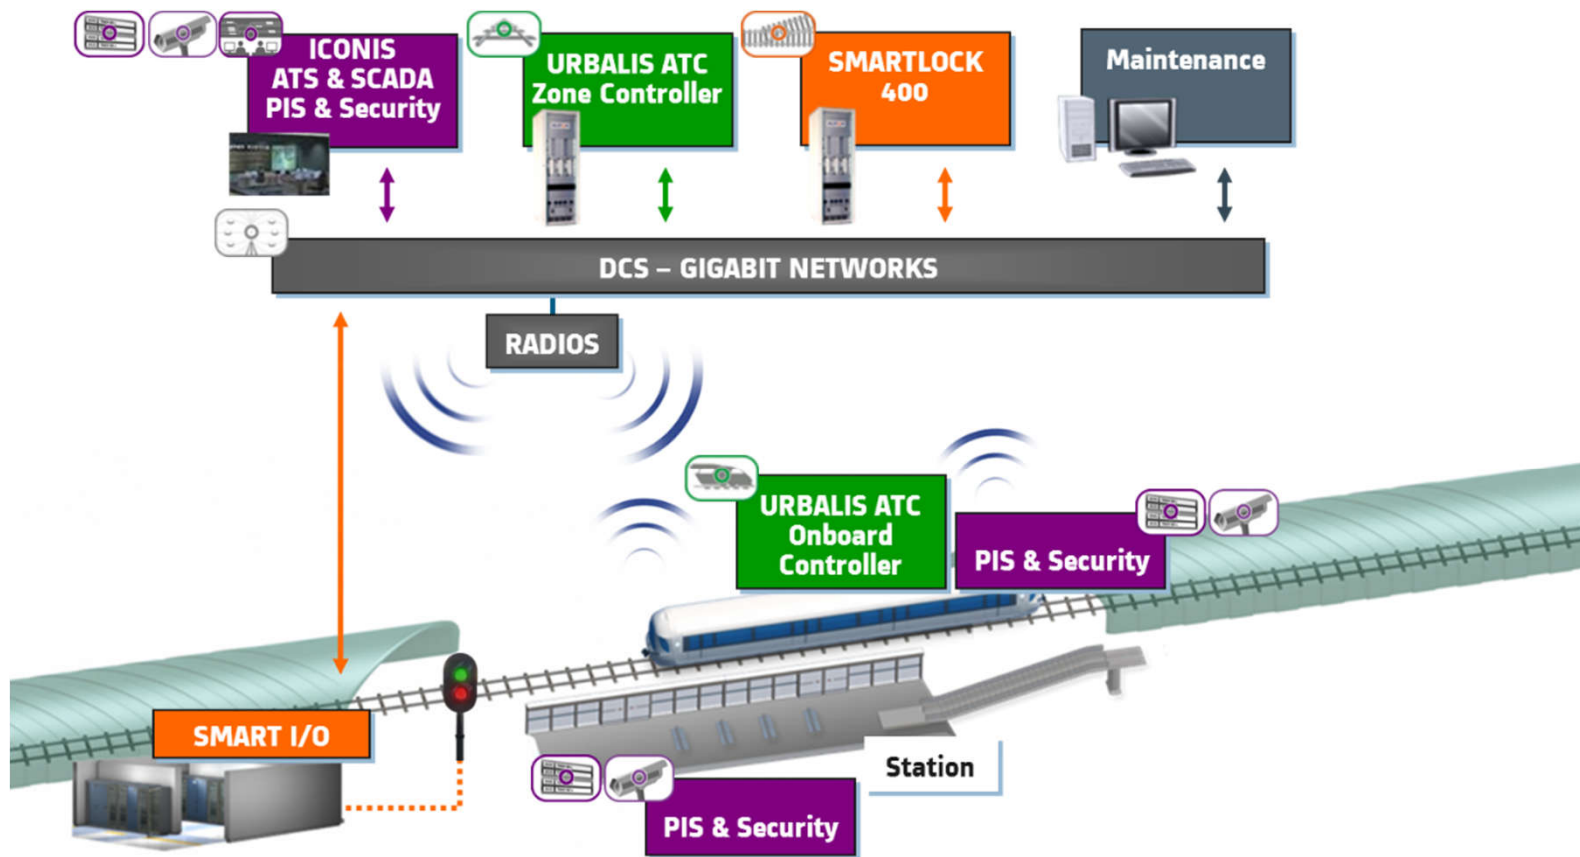 ICONIS
ATS & SCADA
PIS & Security
URBALIS ATC
Zone Controller
SMARTLOCK
400
Maintenance
DCS – GIGABIT NETWORKS
RADIOS
URBALIS ATC
Onboard
Controller
PIS & Security
SMART I/O
Station
PIS & Security